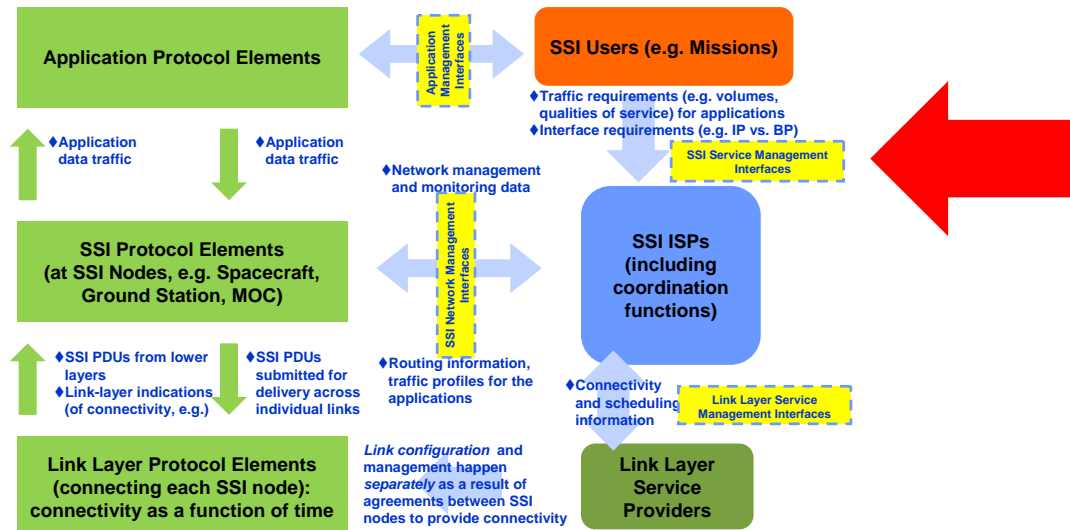 Application Protocol Elements
Application
Management
Interfaces
SSI Users (e.g. Missions)
♦Traffic requirements (e.g. volumes,
qualities of service) for applications
♦Interface requirements (e.g. IP vs. BP)
SSI Service Management
Interfaces
♦Application
data traffic
♦Application
data traffic
♦Network management
and monitoring data
SSI Protocol Elements
(at SSI Nodes, e.g. Spacecraft,
Ground Station, MOC)
SSI Network Management
Interfaces
SSI ISPs
(including
coordination
functions)
♦SSI PDUs from lower
layers
♦Link-layer indications
(of connectivity, e.g.)
♦SSI PDUs
submitted for
delivery across
individual links
♦Routing information,
traffic profiles for the
applications
♦Connectivity
and scheduling
information
Link Layer Service
Management Interfaces
Link Layer Protocol Elements
(connecting each SSI node):
connectivity as a function of time
Link configuration and
management happen
separately as a result of
agreements between SSI
nodes to provide connectivity
Link Layer
Service
Providers